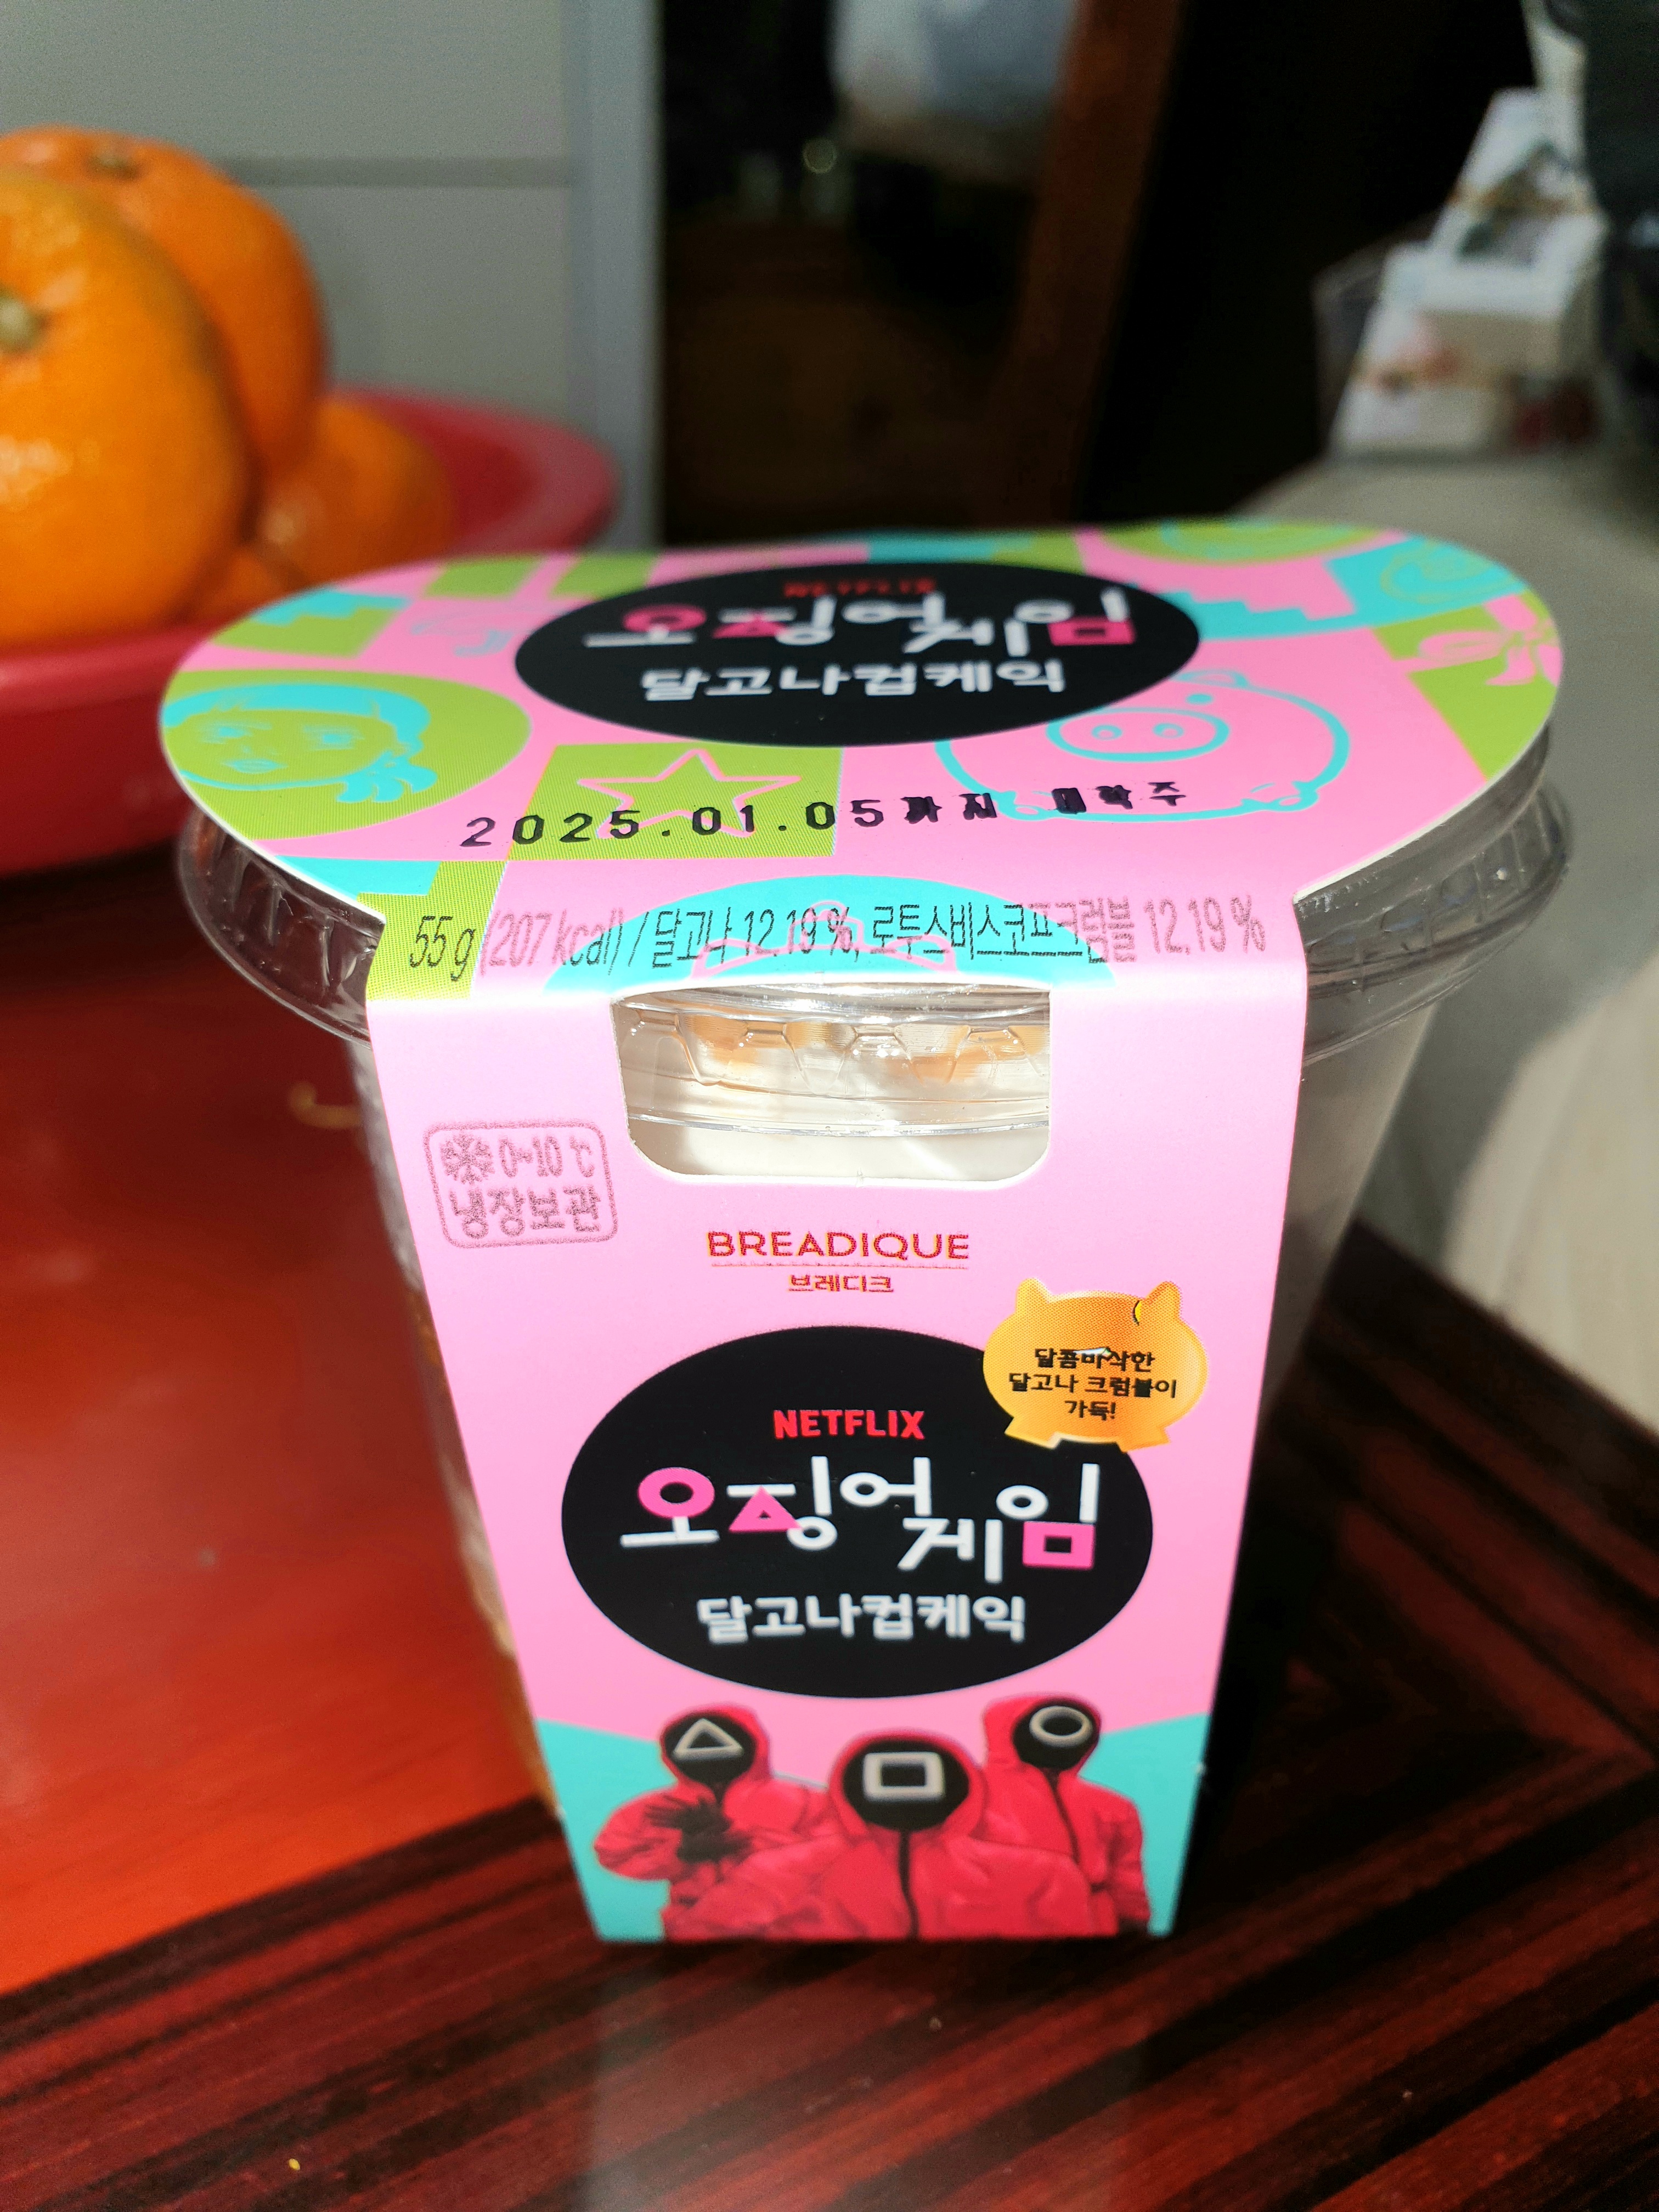 NETFLIX
오징어게임
달고나컵케익
2025.01.05까지
55g (207 kcal) / 달고나 12.19 %, 로투스비스코프크럼블 12.19 %
0~10℃
냉장보관
BREADIQUE
브레디크
달콤바삭한
달고나 크럼블이
가득!
NETFLIX
오징어게임
달고나컵케익